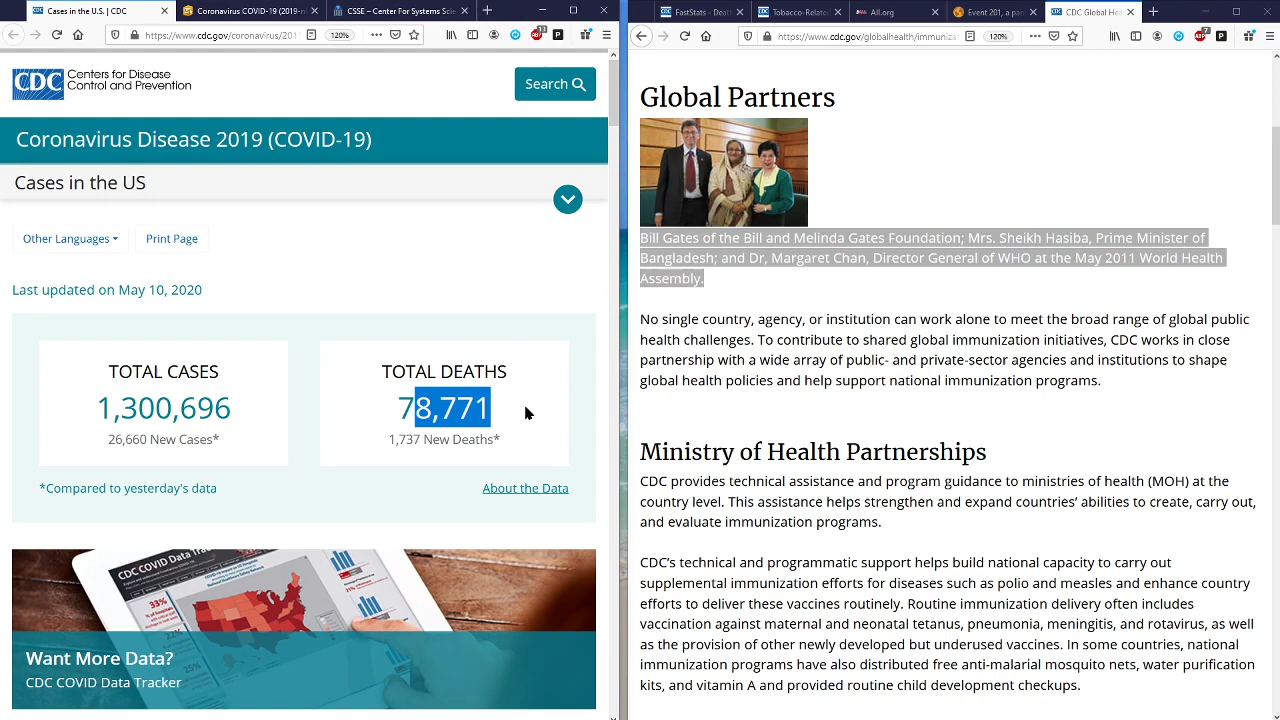 Cases in the U.S. | CDC
Coronavirus COVID-19 (2019-n
CSSE – Center For Systems Scie
https://www.cdc.gov/coronavirus/201
120%
CDC
Centers for Disease
Control and Prevention
Search
Coronavirus Disease 2019 (COVID-19)
Cases in the US
Other Languages
Print Page
Last updated on May 10, 2020
TOTAL CASES
1,300,696
26,660 New Cases*
TOTAL DEATHS
78,771
1,737 New Deaths*
*Compared to yesterday's data
About the Data
CDC COVID Data Tracker
33%
Want More Data?
CDC COVID Data Tracker
FastStats - Death
Tobacco-Related
All.org
Event 201, a pan
CDC Global Hea
https://www.cdc.gov/globalhealth/immuniza
120%
Global Partners
Bill Gates of the Bill and Melinda Gates Foundation; Mrs. Sheikh Hasiba, Prime Minister of
Bangladesh; and Dr, Margaret Chan, Director General of WHO at the May 2011 World Health
Assembly.
No single country, agency, or institution can work alone to meet the broad range of global public
health challenges. To contribute to shared global immunization initiatives, CDC works in close
partnership with a wide array of public- and private-sector agencies and institutions to shape
global health policies and help support national immunization programs.
Ministry of Health Partnerships
CDC provides technical assistance and program guidance to ministries of health (MOH) at the
country level. This assistance helps strengthen and expand countries’ abilities to create, carry out,
and evaluate immunization programs.
CDC’s technical and programmatic support helps build national capacity to carry out
supplemental immunization efforts for diseases such as polio and measles and enhance country
efforts to deliver these vaccines routinely. Routine immunization delivery often includes
vaccination against maternal and neonatal tetanus, pneumonia, meningitis, and rotavirus, as well
as the provision of other newly developed but underused vaccines. In some countries, national
immunization programs have also distributed free anti-malarial mosquito nets, water purification
kits, and vitamin A and provided routine child development checkups.